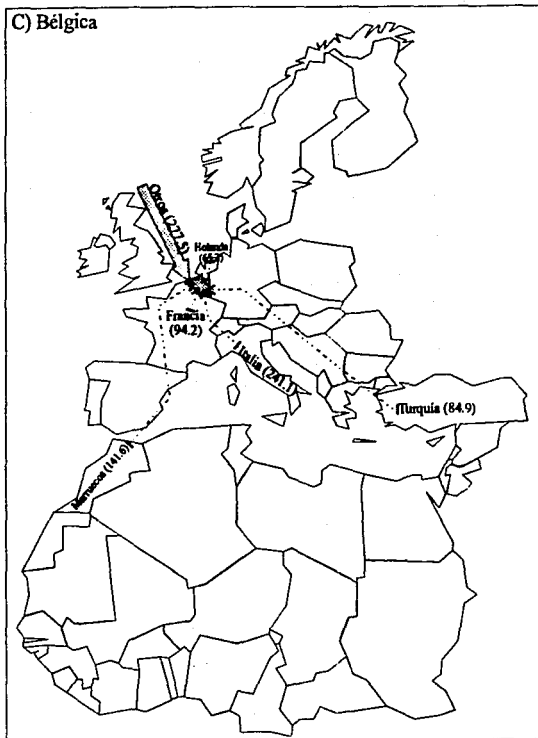 C) Bélgica
Otros (277.5)
Holanda
Francia
(94.2)
Italia (241.1)
Turquía (84.9)
Marruecos (141.6)